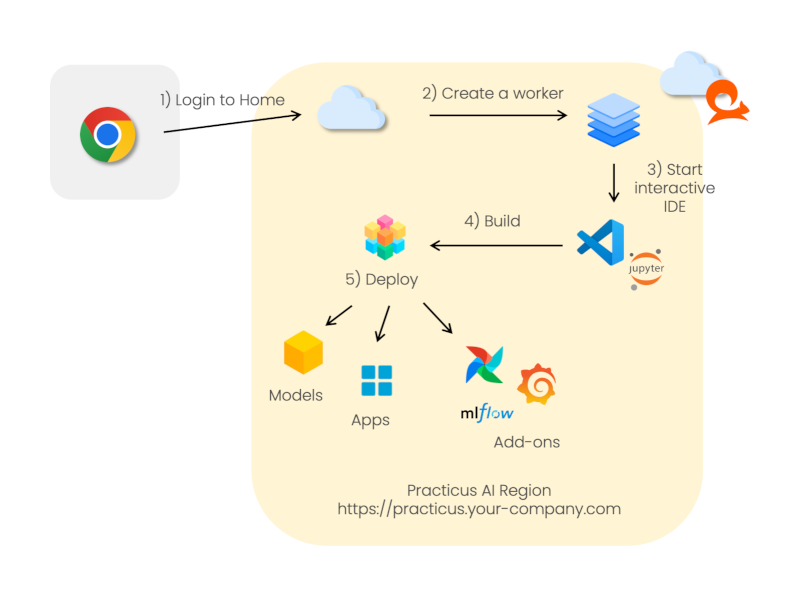 1) Login to Home
2) Create a worker
3) Start
interactive
IDE
jupyter
4) Build
5) Deploy
Models
Apps
mlflow
Add-ons
Practicus AI Region
https://practicus.your-company.com